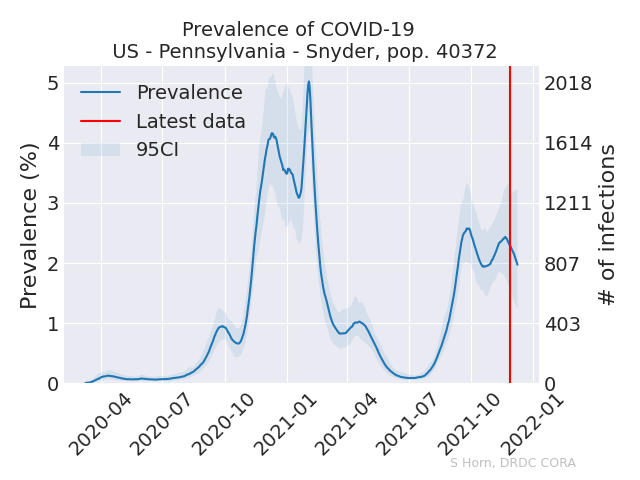 Prevalence of COVID-19
US - Pennsylvania - Snyder, pop. 40372
Prevalence
Latest data
95CI
Prevalence (%)
5
4
3
2
1
0
2018
1614
1211
807
403
0
# of infections
2020-04
2020-07
2020-10
2021-01
2021-04
2021-07
2021-10
2022-01
S Horn, DRDC CORA